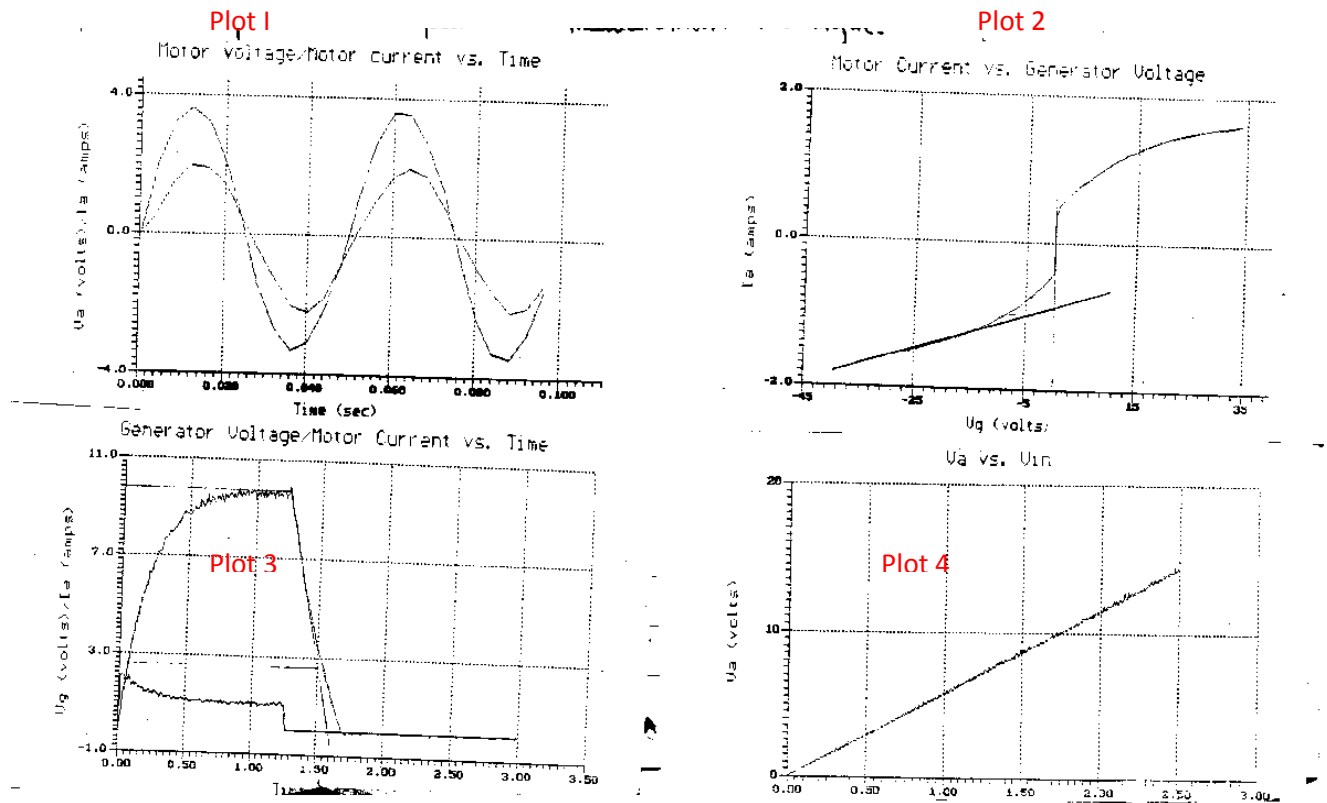 Plot I
Plot 2
Motor Voltage/Motor current vs. Time
4.0
0.0
-4.0
Va (volts)/Ia (amps)
0.000
0.020
0.040
0.060
0.080
0.100
Time (sec)
Motor Current vs. Generator Voltage
2.0
0.0
-2.0
Ia (amps)
-45
-25
-5
15
35
Vg (volts)
Generator Voltage/Motor Current vs. Time
11.0
7.0
3.0
-1.0
Vg (volts)/Ia (amps)
Plot 3
0.00
0.50
1.00
1.50
2.00
2.50
3.00
3.50
Va vs. Vin
20
10
0
Va (volts)
Plot 4
0.00
0.50
1.00
1.50
2.00
2.50